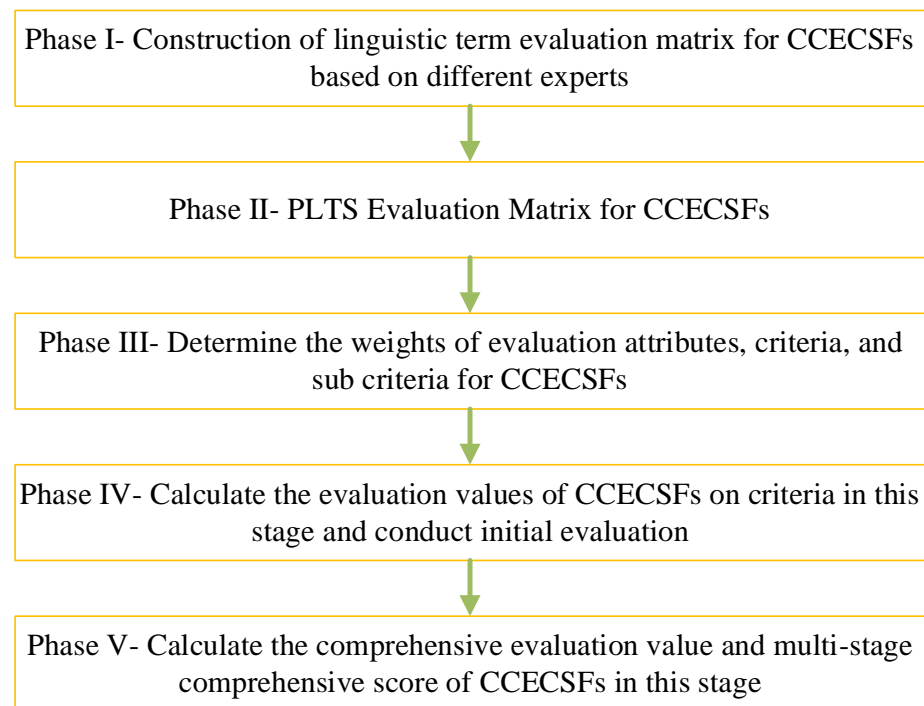 Phase I- Construction of linguistic term evaluation matrix for CCECSFs
based on different experts
Phase II- PLTS Evaluation Matrix for CCECSFs
Phase III- Determine the weights of evaluation attributes, criteria, and
sub criteria for CCECSFs
Phase IV- Calculate the evaluation values of CCECSFs on criteria in this
stage and conduct initial evaluation
Phase V- Calculate the comprehensive evaluation value and multi-stage
comprehensive score of CCECSFs in this stage